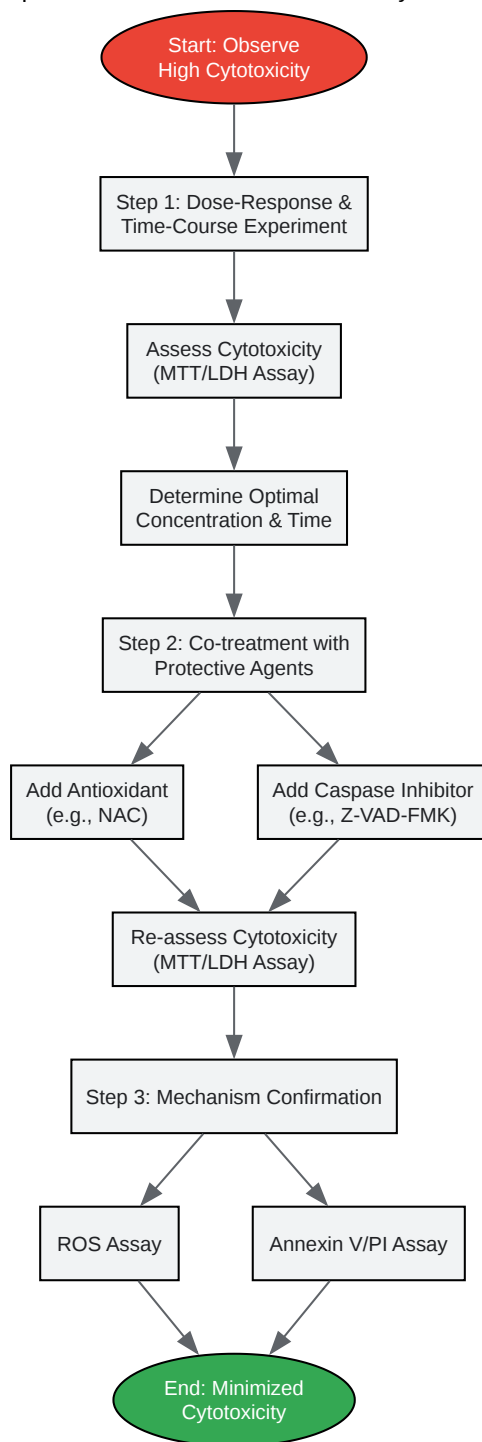 Start: Observe
High Cytotoxicity
Step 1: Dose-Response &
Time-Course Experiment
Assess Cytotoxicity
(MTT/LDH Assay)
Determine Optimal
Concentration & Time
Step 2: Co-treatment with
Protective Agents
Add Antioxidant
(e.g., NAC)
Add Caspase Inhibitor
(e.g., Z-VAD-FMK)
Re-assess Cytotoxicity
(MTT/LDH Assay)
Step 3: Mechanism Confirmation
ROS Assay
Annexin V/PI Assay
End: Minimized
Cytotoxicity